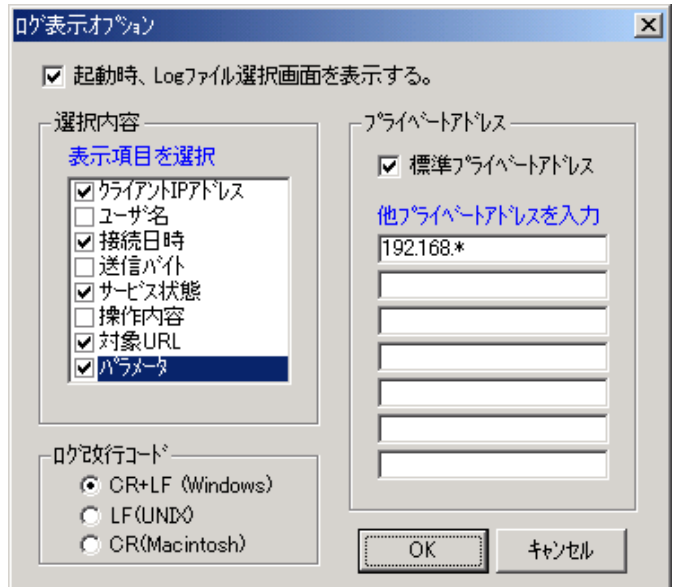 ﾛｸﾞ表示ｵﾌﾟｼｮﾝ
起動時、Logﾌｧｲﾙ選択画面を表示する。
選択内容
表示項目を選択
ｸﾗｲｱﾝﾄIPｱﾄﾞﾚｽ
ユーザ名
接続日時
送信ﾊﾞｲﾄ
ｻｰﾋﾞｽ状態
操作内容
対象URL
ﾊﾟﾗﾒｰﾀ
ﾛｸﾞ改行ｺｰﾄﾞ
CR+LF (Windows)
LF(UNIX)
CR(Macintosh)
ﾌﾟﾗｲﾍﾞｰﾄｱﾄﾞﾚｽ
標準ﾌﾟﾗｲﾍﾞｰﾄｱﾄﾞﾚｽ
他ﾌﾟﾗｲﾍﾞｰﾄｱﾄﾞﾚｽを入力
192.168.*
OK
ｷｬﾝｾﾙ